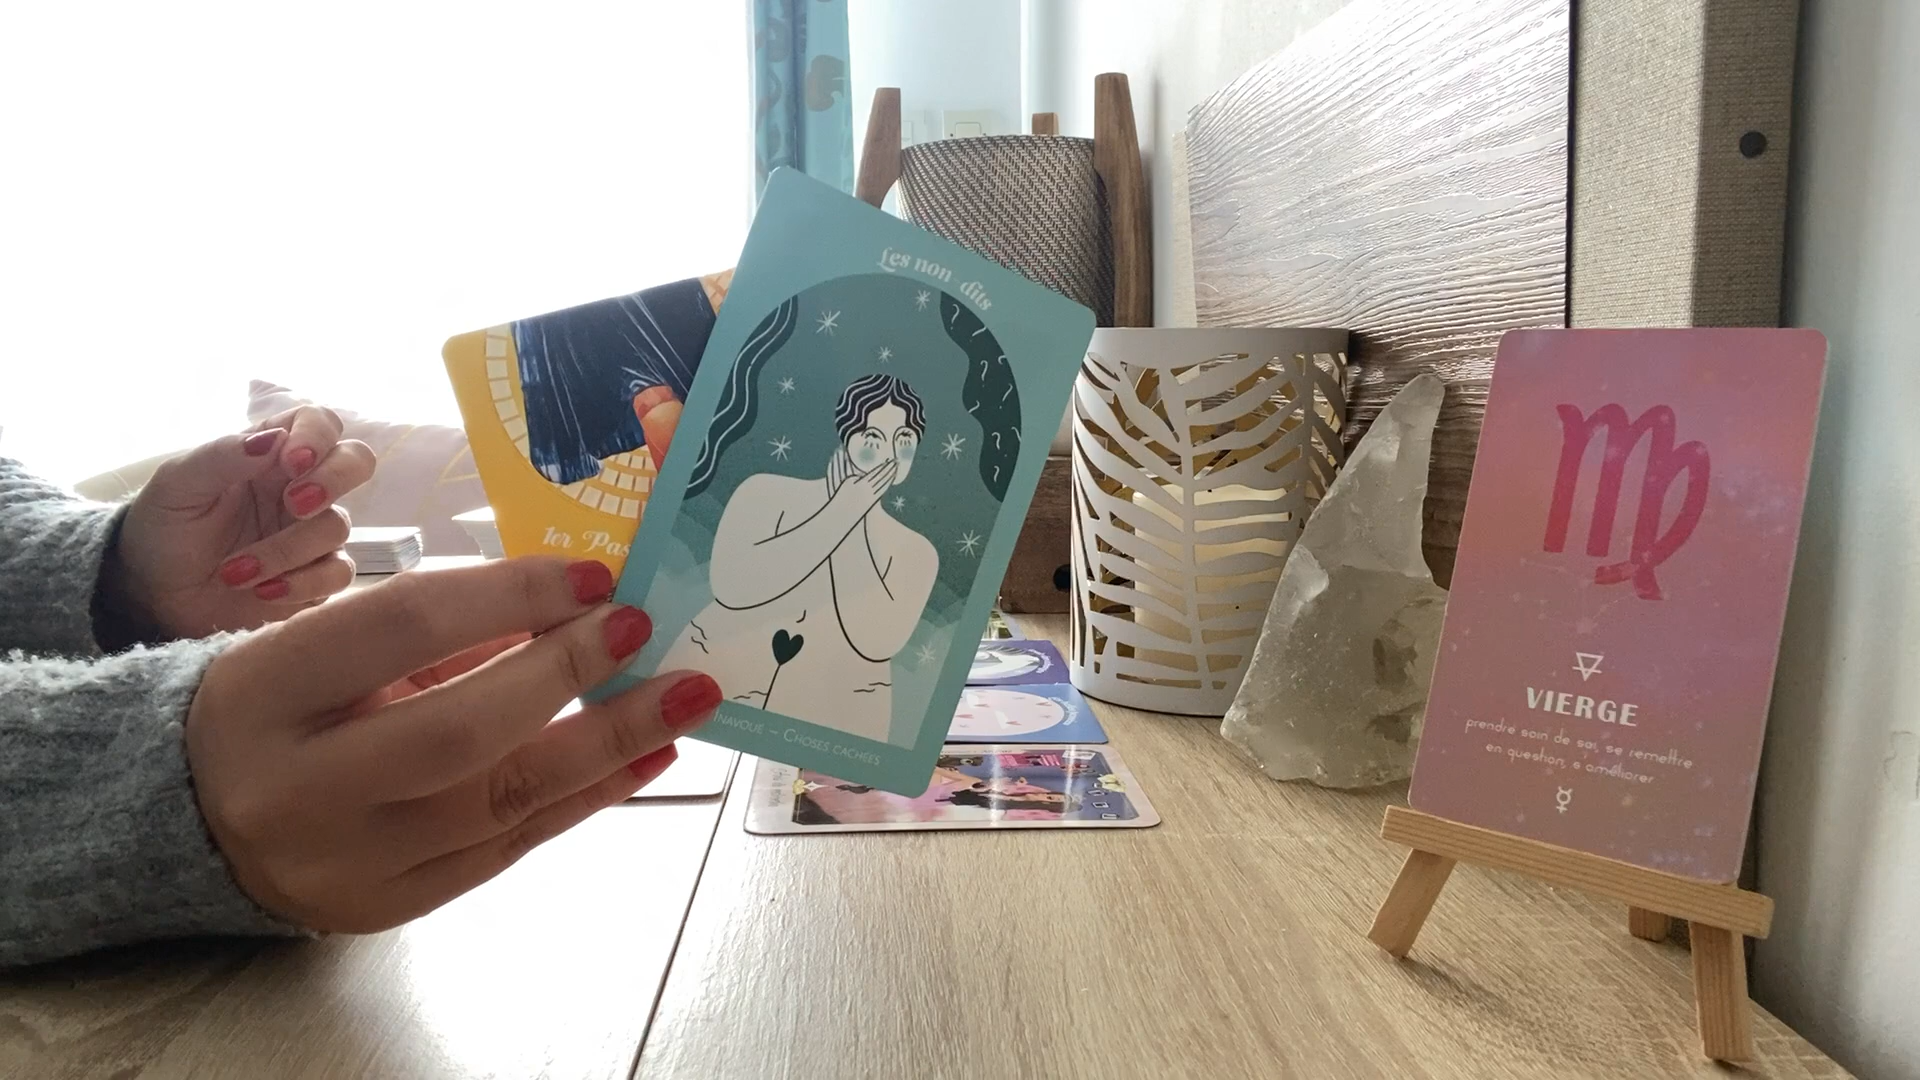 Les non-dits
1er Pas
INAVOUÉ – CHOSES CACHÉES
VIERGE
prendre soin de soi, se remettre
en question, s'améliorer